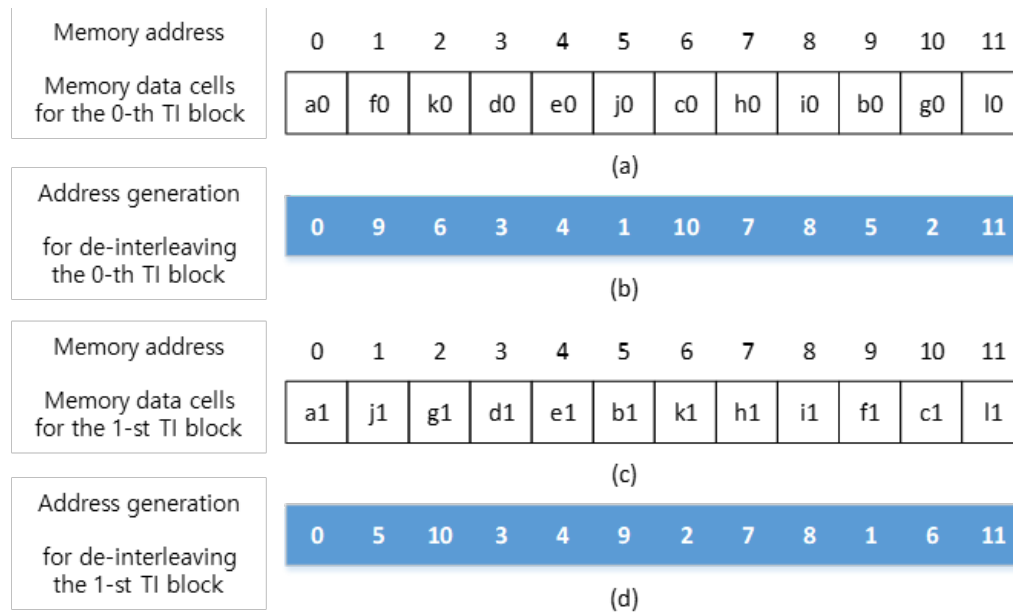 Memory address 0 1 2 3 4 5 6 7 8 9 10 11
Memory data cells
for the 0-th TI block
a0 f0 k0 d0 e0 j0 c0 h0 i0 b0 g0 l0
(a)
Address generation
for de-interleaving
the 0-th TI block
0 9 6 3 4 1 10 7 8 5 2 11
(b)
Memory address 0 1 2 3 4 5 6 7 8 9 10 11
Memory data cells
for the 1-st TI block
a1 j1 g1 d1 e1 b1 k1 h1 i1 f1 c1 l1
(c)
Address generation
for de-interleaving
the 1-st TI block
0 5 10 3 4 9 2 7 8 1 6 11
(d)